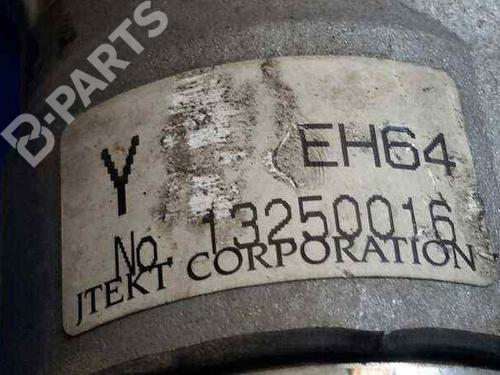 B-PARTS
Y EH64
No. 13250016
JTEKT CORPORATION